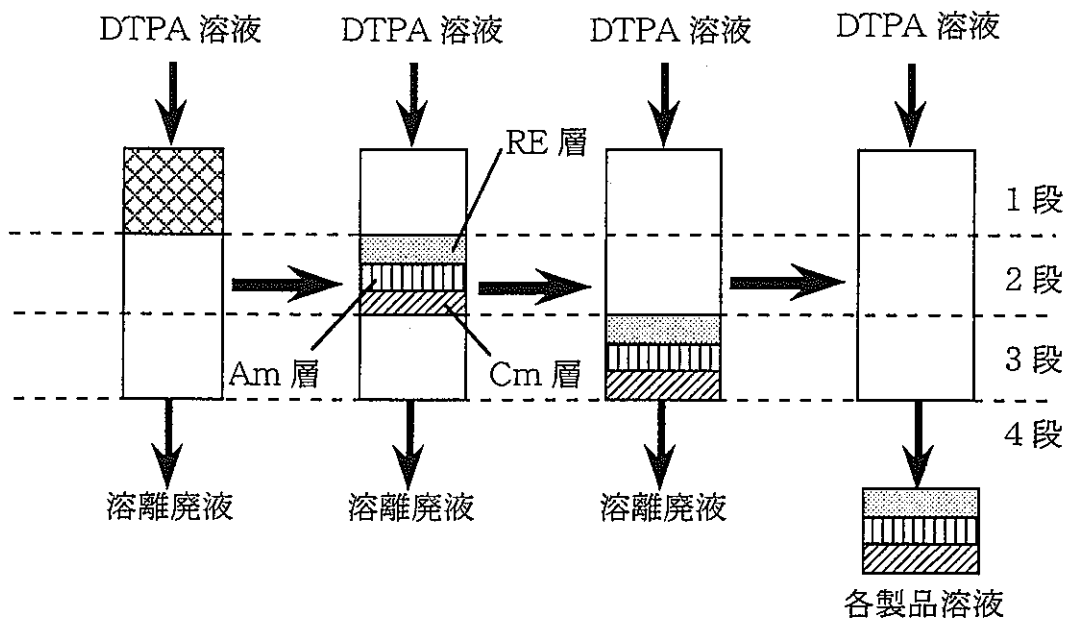 DTPA 溶液
DTPA 溶液
DTPA 溶液
DTPA 溶液
RE 層
1 段
2 段
Am 層
Cm 層
3 段
4 段
溶離廃液
溶離廃液
溶離廃液
各製品溶液